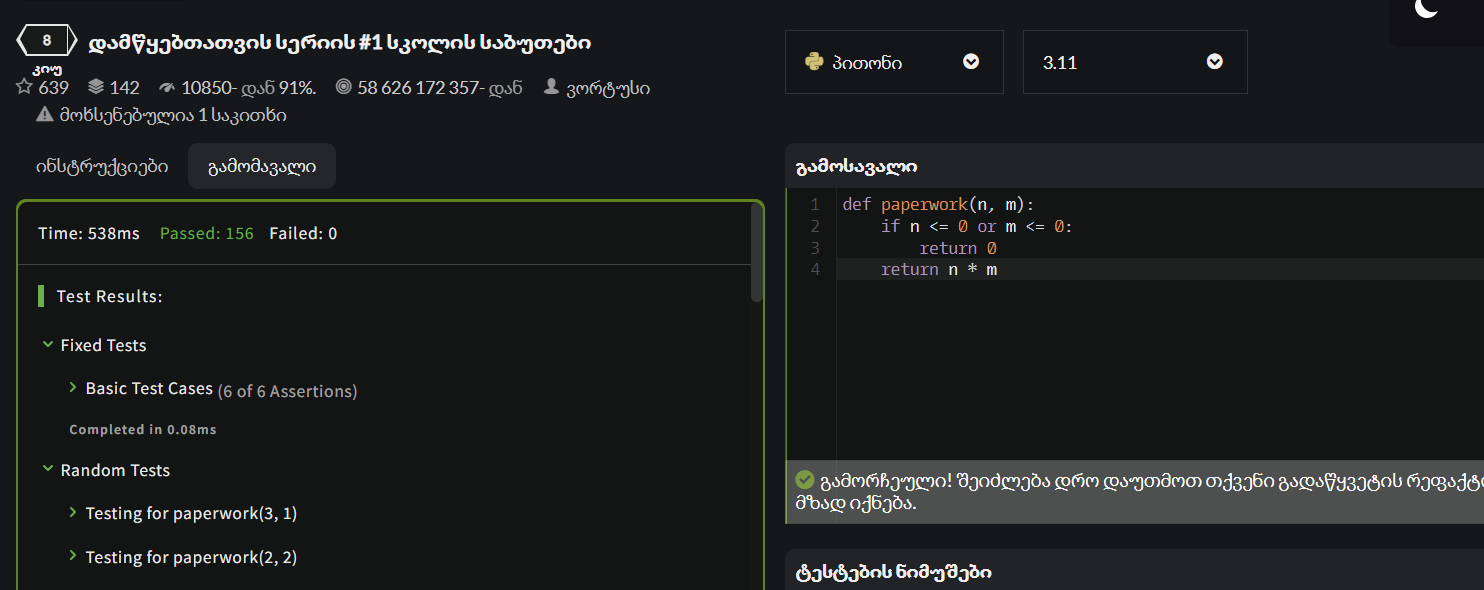 8
კიუ
დამწყებთათვის სერიის #1 სკოლის საბუთები
639 142 10850- დან 91%. 58 626 172 357- დან ვორტუსი
მოხსენებულია 1 საკითხი
ინსტრუქციები გამომავალი
Time: 538ms Passed: 156 Failed: 0
Test Results:
Fixed Tests
Basic Test Cases (6 of 6 Assertions)
Completed in 0.08ms
Random Tests
Testing for paperwork(3, 1)
Testing for paperwork(2, 2)
პითონი 3.11
გამოსავალი
1 def paperwork(n, m):
2 if n <= 0 or m <= 0:
3 return 0
4 return n * m
გამორჩეული! შეიძლება დრო დაუთმოთ თქვენი გადაწყვეტის რეფაქტო
მზად იქნება.
ტესტების ნიმუშები